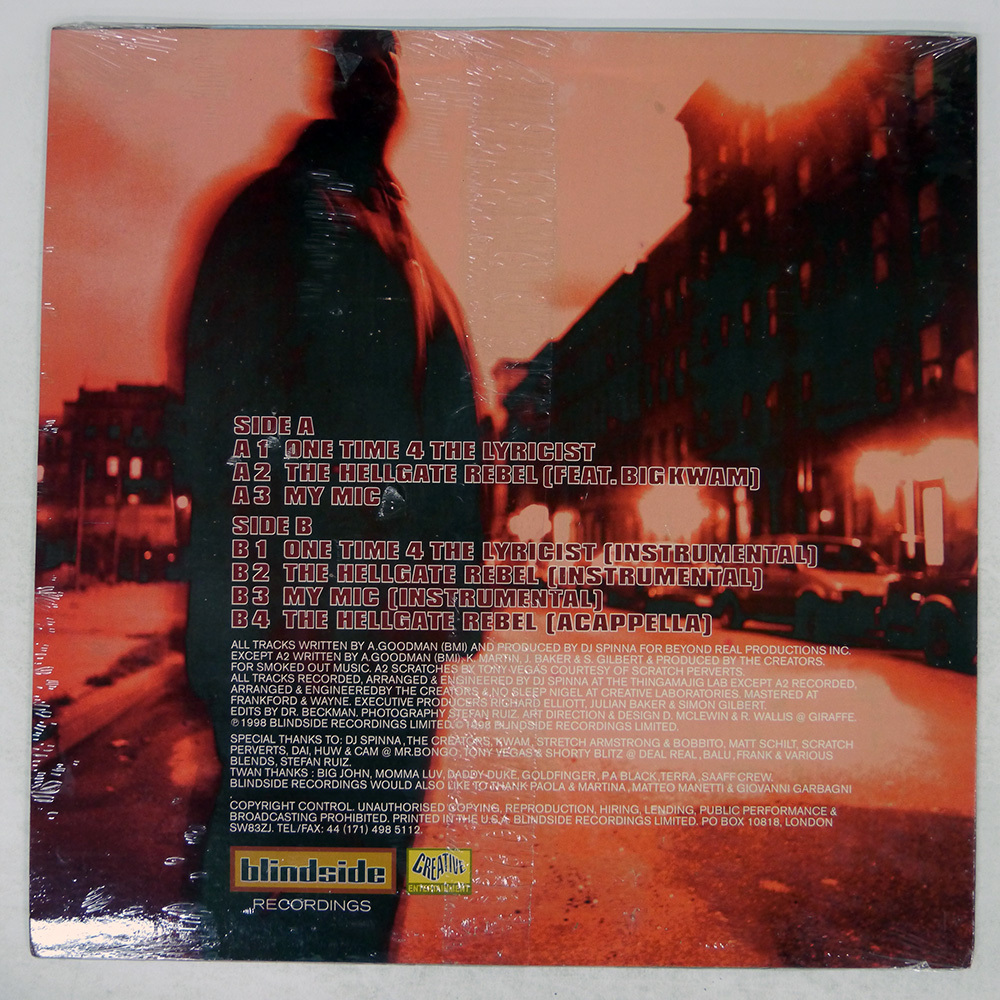 SIDE A
A1 ONE TIME 4 THE LYRICIST
A2 THE HELLGATE REBEL (FEAT. BIG KWAM)
A3 MY MIC
SIDE B
B1 ONE TIME 4 THE LYRICIST (INSTRUMENTAL)
B2 THE HELLGATE REBEL (INSTRUMENTAL)
B3 MY MIC (INSTRUMENTAL)
B4 THE HELLGATE REBEL (ACAPPELLA)
ALL TRACKS WRITTEN BY A.GOODMAN (BMI) AND PRODUCED BY DJ SPINNA FOR BEYOND REAL PRODUCTIONS INC.
EXCEPT A2 WRITTEN BY A.GOODMAN (BMI), K. MARTIN, J. BAKER & S. GILBERT & PRODUCED BY THE CREATORS.
FOR SMOKED OUT MUSIC. A2 SCRATCHES BY TONY VEGAS COURTESY OF SCRATCH PERVERTS.
ALL TRACKS RECORDED, ARRANGED & ENGINEERED BY DJ SPINNA AT THE THINGAMAJIG LAB EXCEPT A2 RECORDED,
ARRANGED & ENGINEEREDBY THE CREATORS & NO SLEEP NIGEL AT CREATIVE LABORATORIES. MASTERED AT
FRANKFORD & WAYNE. EXECUTIVE PRODUCERS RICHARD ELLIOTT, JULIAN BAKER & SIMON GILBERT.
EDITS BY DR. BECKMAN. PHOTOGRAPHY STEFAN RUIZ. ART DIRECTION & DESIGN D. MCLEWIN & R. WALLIS @ GIRAFFE.
℗1998 BLINDSIDE RECORDINGS LIMITED. ©1998 BLINDSIDE RECORDINGS LIMITED.
SPECIAL THANKS TO: DJ SPINNA, THE CREATORS, KWAM, STRETCH ARMSTRONG & BOBBITO, MATT SCHILT, SCRATCH
PERVERTS, DAI, HUW & CAM @ MR.BONGO, TONY VEGAS & SHORTY BLITZ @ DEAL REAL, BALU, FRANK & VARIOUS
BLENDS, STEFAN RUIZ.
TWAN THANKS : BIG JOHN, MOMMA LUV, DADDY DUKE, GOLDFINGER, PA BLACK, TERRA, SAAFF CREW.
BLINDSIDE RECORDINGS WOULD ALSO LIKE TO THANK PAOLA & MARTINA, MATTEO MANETTI & GIOVANNI GARBAGNI
COPYRIGHT CONTROL. UNAUTHORISED COPYING, REPRODUCTION, HIRING, LENDING, PUBLIC PERFORMANCE &
BROADCASTING PROHIBITED. PRINTED IN THE U.S.A. BLINDSIDE RECORDINGS LIMITED. PO BOX 10818, LONDON
SW83ZJ. TEL/FAX: 44 (171) 498 5112.
blindside
RECORDINGS
CREATIVE
ENTERTAINMENT